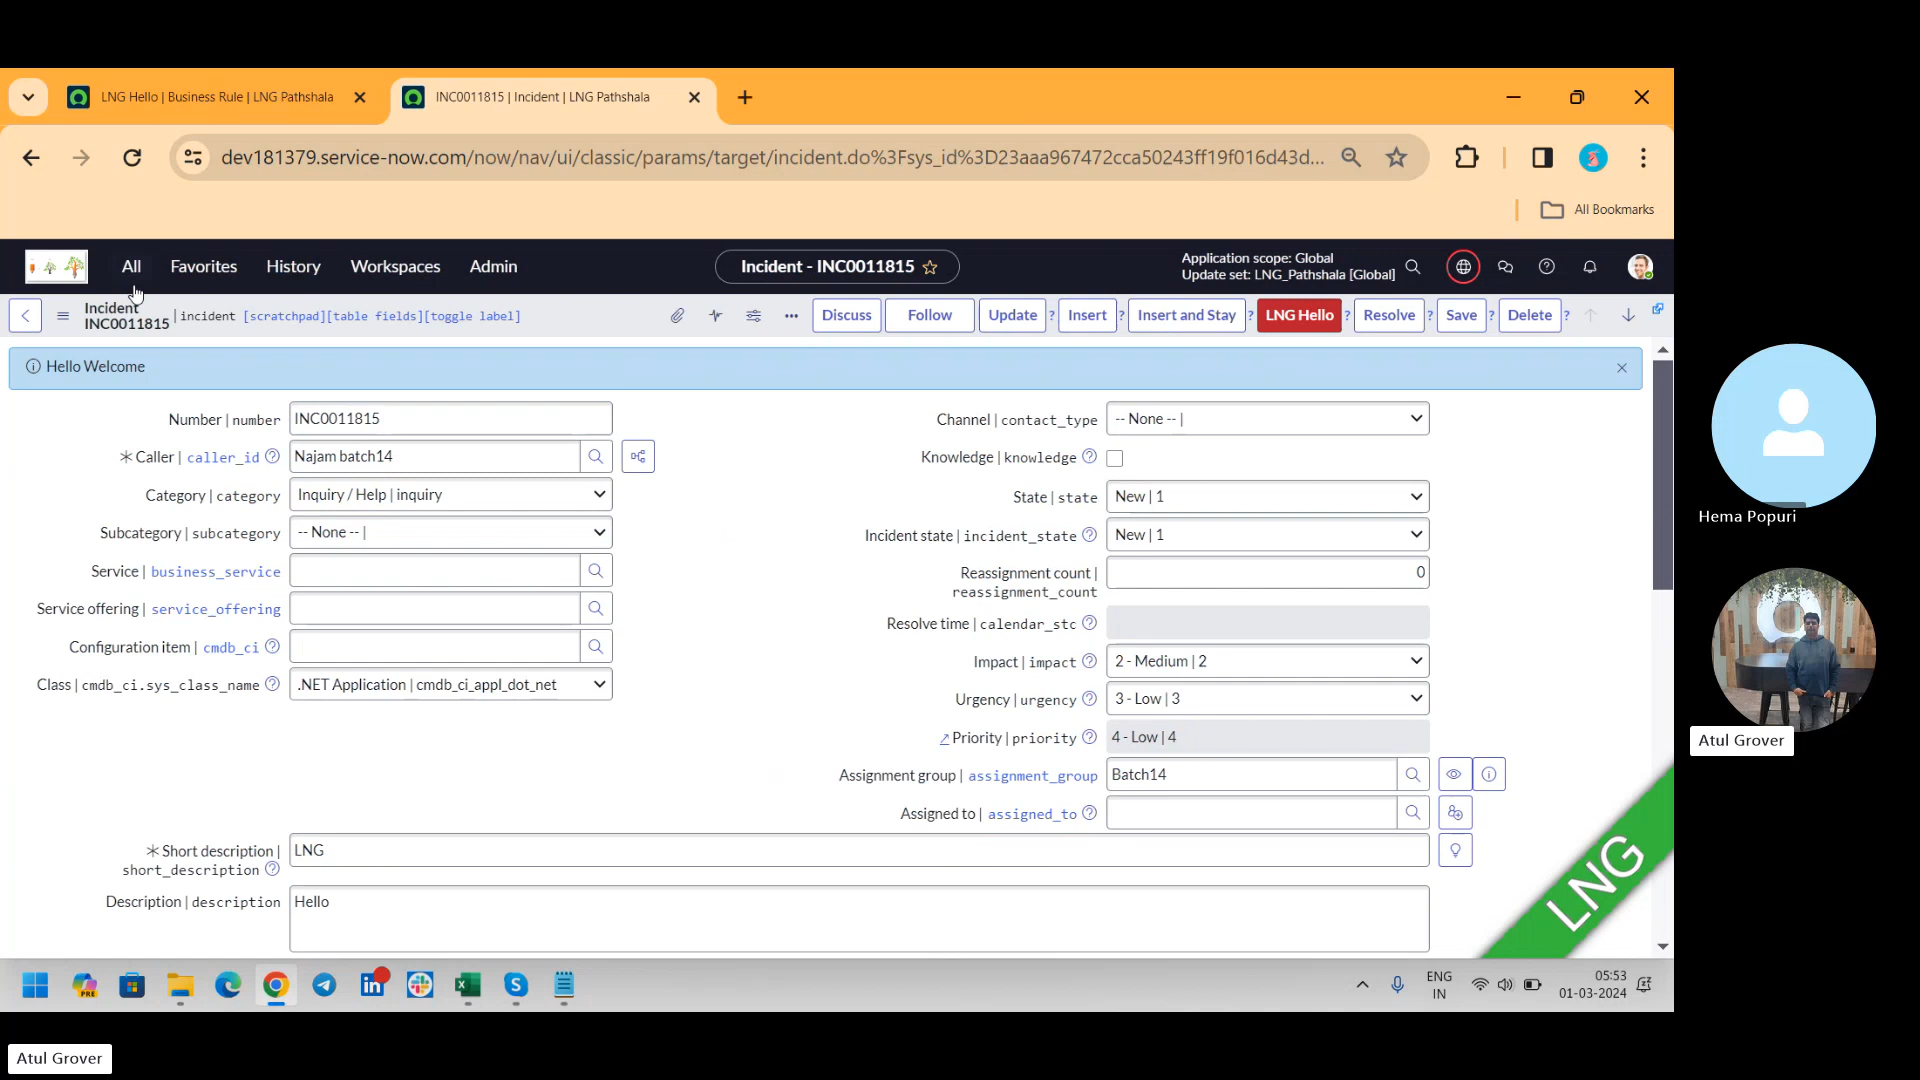 LNG Hello | Business Rule | LNG Pathshala
INC0011815 | Incident | LNG Pathshala
dev181379.service-now.com/now/nav/ui/classic/params/target/incident.do%3Fsys_id%3D23aaa967472cca50243ff19f016d43d...
All Bookmarks
All Favorites History Workspaces Admin
Incident - INC0011815
Application scope: Global
Update set: LNG_Pathshala [Global]
Incident
INC0011815
| incident [scratchpad][table fields][toggle label]
Discuss Follow Update ? Insert ? Insert and Stay ? LNG Hello ? Resolve ? Save ? Delete ?
Hello Welcome
Number | number INC0011815
Caller | caller_id Najam batch14
Category | category Inquiry / Help | inquiry
Subcategory | subcategory -- None -- |
Service | business_service
Service offering | service_offering
Configuration item | cmdb_ci
Class | cmdb_ci.sys_class_name .NET Application | cmdb_ci_appl_dot_net
Channel | contact_type -- None -- |
Knowledge | knowledge
State | state New | 1
Incident state | incident_state New | 1
Reassignment count |
reassignment_count
0
Resolve time | calendar_stc
Impact | impact 2 - Medium | 2
Urgency | urgency 3 - Low | 3
Priority | priority 4 - Low | 4
Assignment group | assignment_group Batch14
Assigned to | assigned_to
Short description |
short_description
LNG
Description | description Hello
LNG
PRE
ENG
IN
05:53
01-03-2024
Hema Popuri
Atul Grover
Atul Grover